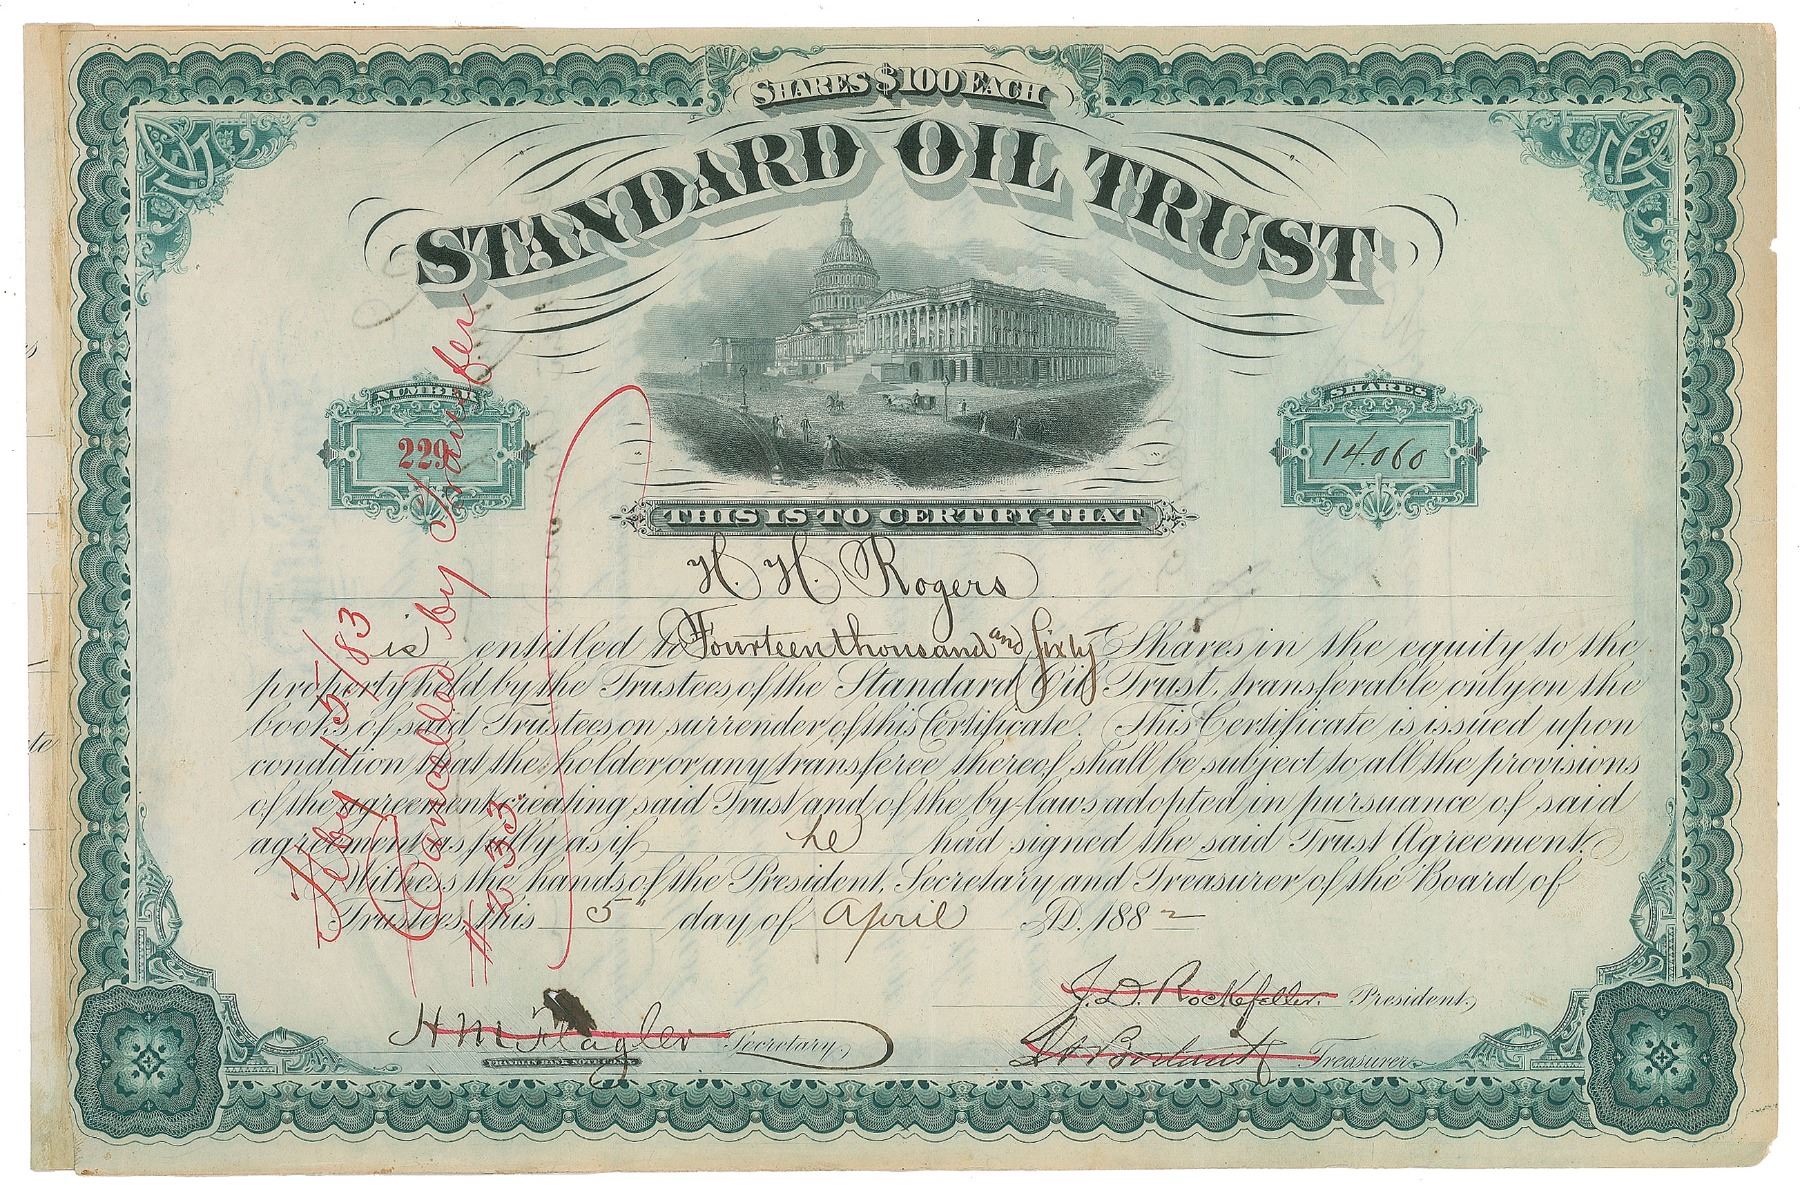 SHARES $100 EACH
STANDARD OIL TRUST
NUMBER
229
SHARES
14.060
THIS IS TO CERTIFY THAT
H. H. Rogers
is entitled to Fourteen thousand and Sixty Shares in the equity to the
property held by the Trustees of the Standard Oil Trust, transferable only on the
books of said Trustees on surrender of this Certificate. This Certificate is issued upon
condition that the holder or any transferee thereof shall be subject to all the provisions
of the agreement creating said Trust and of the by-laws adopted in pursuance of said
agreement as fully as if he had signed the said Trust Agreement.
Witness the hands of the President, Secretary and Treasurer of the Board of
Trustees, this 5 day of April A.D. 1882
J. D. Rockefeller. President,
H M Flagler Secretary,
Treasurer,
FRANKLIN BANK NOTE CO. N.Y.
Feby 15/83
Cancelled by Transfer